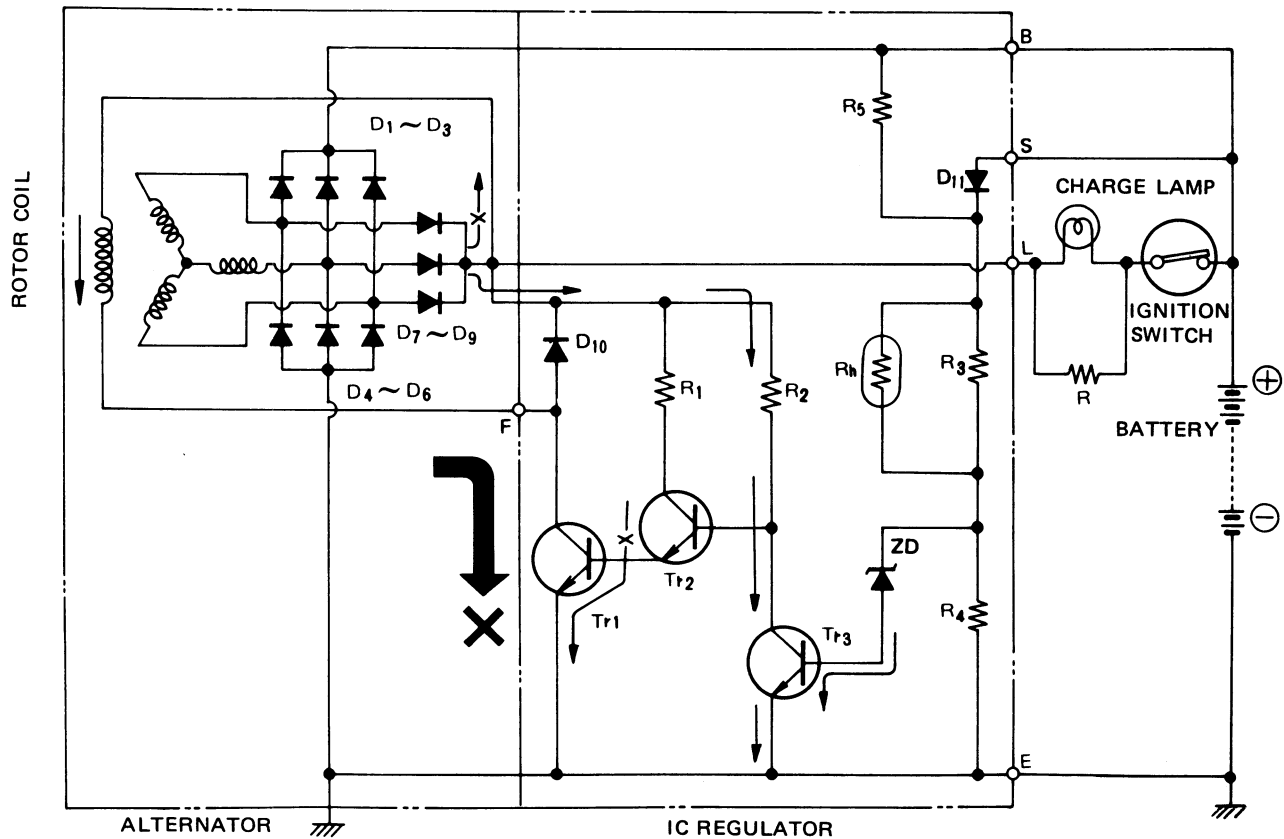 B
D1~D3
R5
S
D11
CHARGE LAMP
ROTOR COIL
L
IGNITION
SWITCH
D7~D9
D10
Rh
R3
R1
R2
R
D4~D6
F
BATTERY
+
−
ZD
Tr2
R4
Tr1
Tr3
E
ALTERNATOR
IC REGULATOR